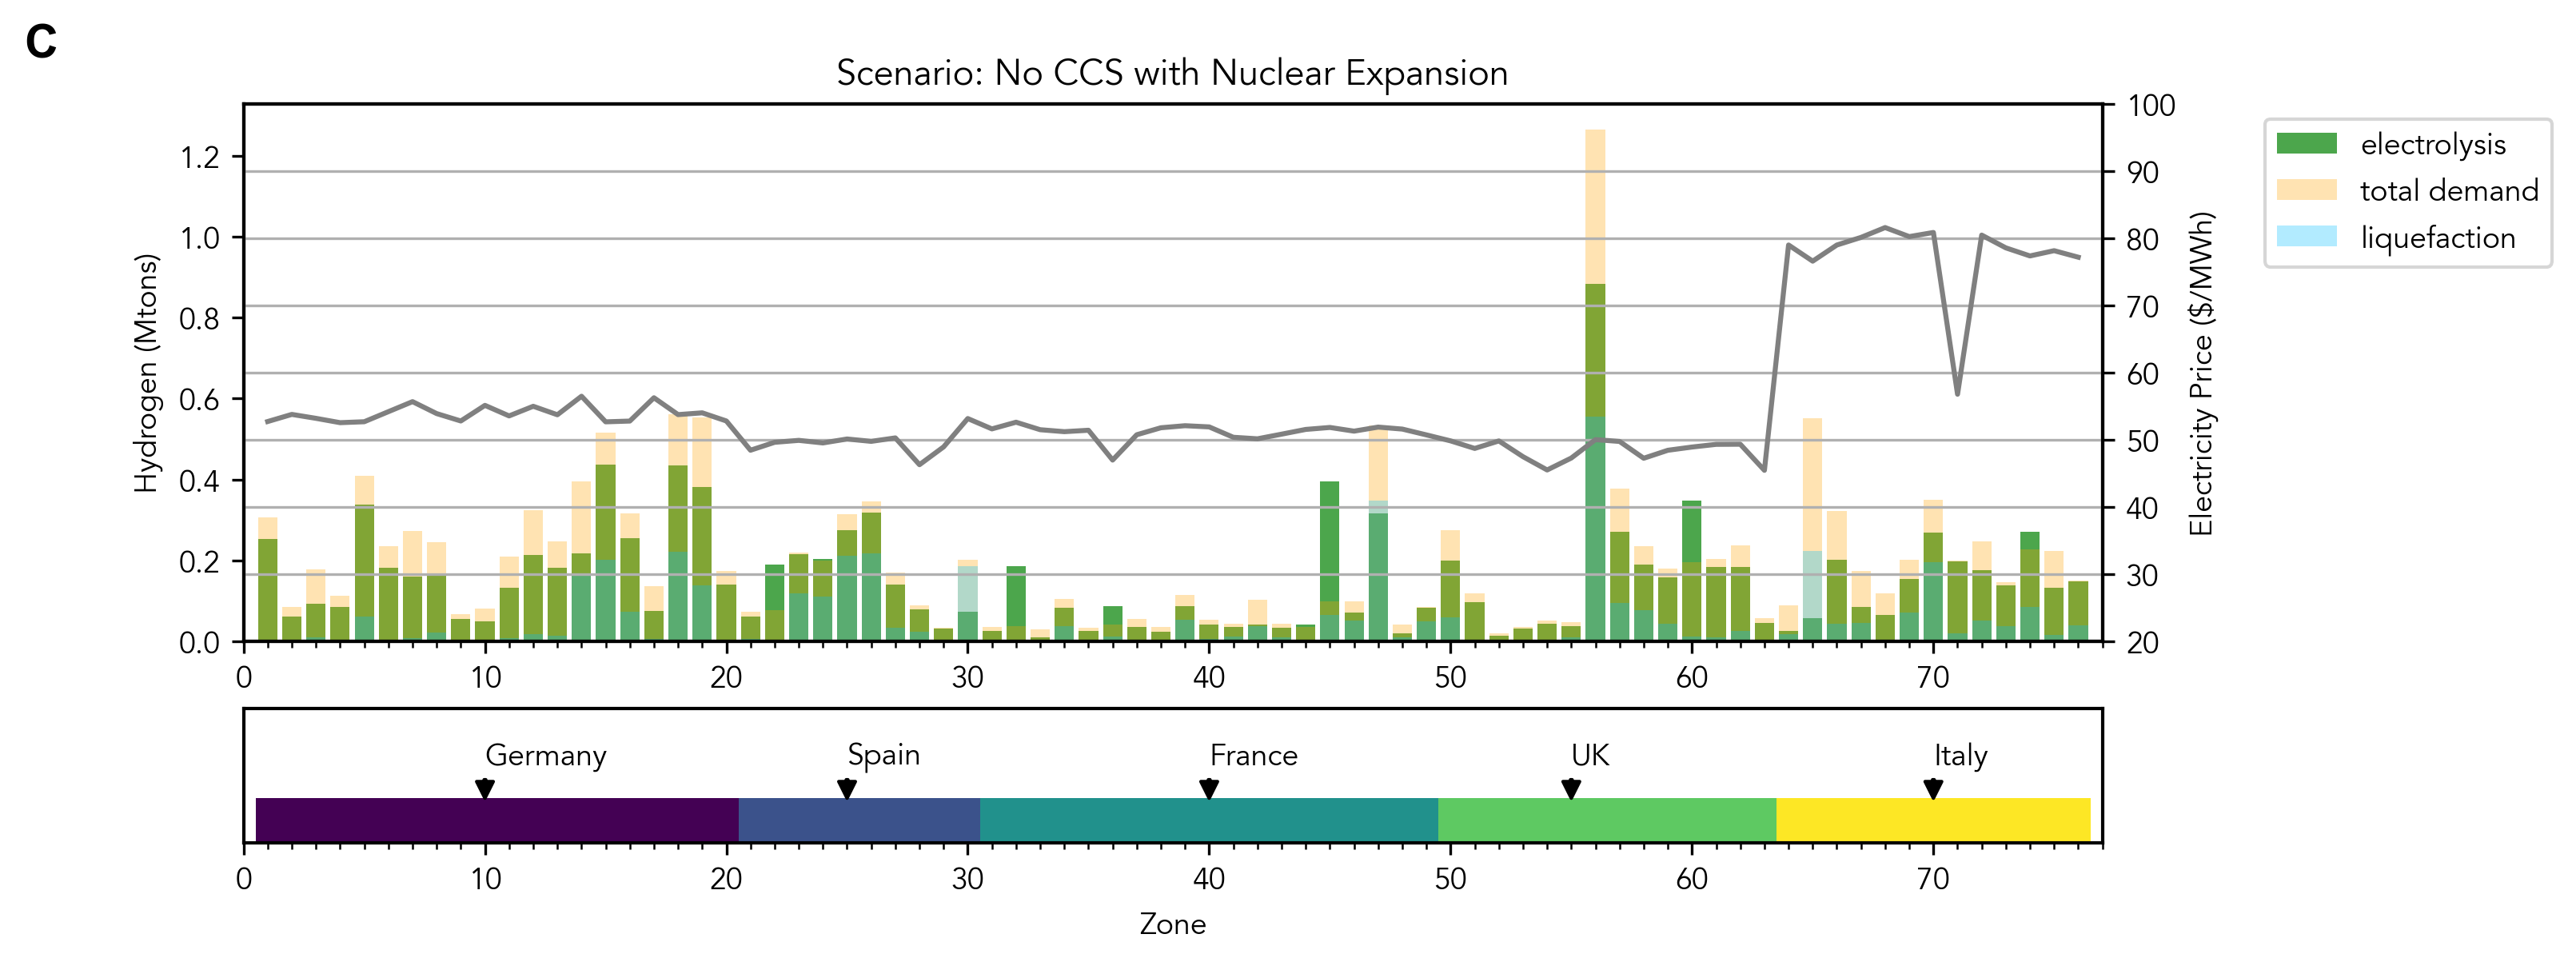 C
Scenario: No CCS with Nuclear Expansion
Hydrogen (Mtons)
1.2
1.0
0.8
0.6
0.4
0.2
0.0
100
90
80
70
60
50
40
30
20
Electricity Price ($/MWh)
electrolysis
total demand
liquefaction
0 10 20 30 40 50 60 70
Germany Spain France UK Italy
0 10 20 30 40 50 60 70
Zone